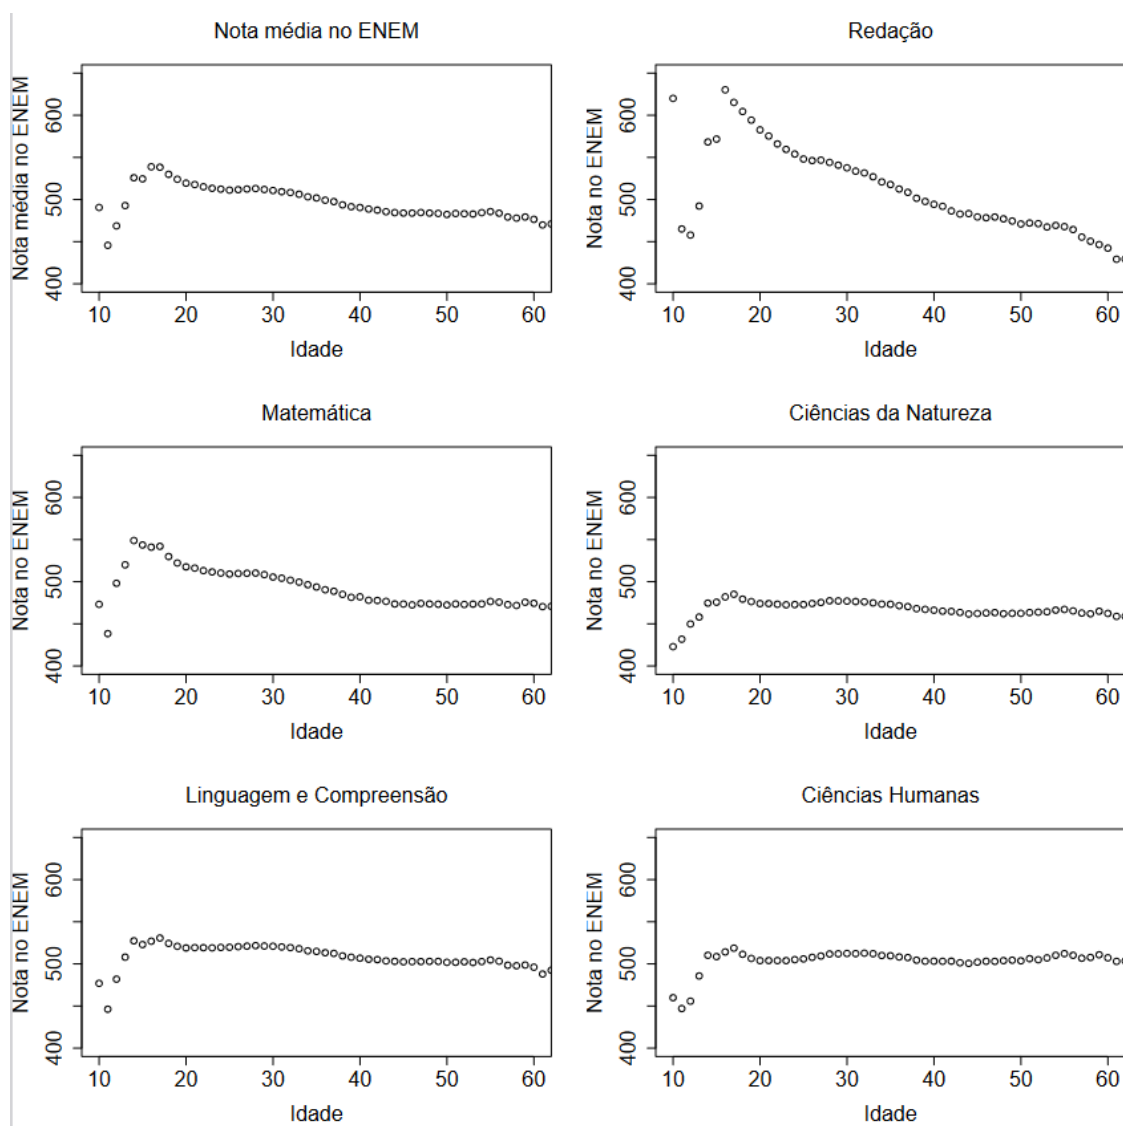 Nota média no ENEM
Nota média no ENEM
400
500
600
10 20 30 40 50 60
Idade
Redação
Nota no ENEM
400
500
600
10 20 30 40 50 60
Idade
Matemática
Nota no ENEM
400
500
600
10 20 30 40 50 60
Idade
Ciências da Natureza
Nota no ENEM
400
500
600
10 20 30 40 50 60
Idade
Linguagem e Compreensão
Nota no ENEM
400
500
600
10 20 30 40 50 60
Idade
Ciências Humanas
Nota no ENEM
400
500
600
10 20 30 40 50 60
Idade